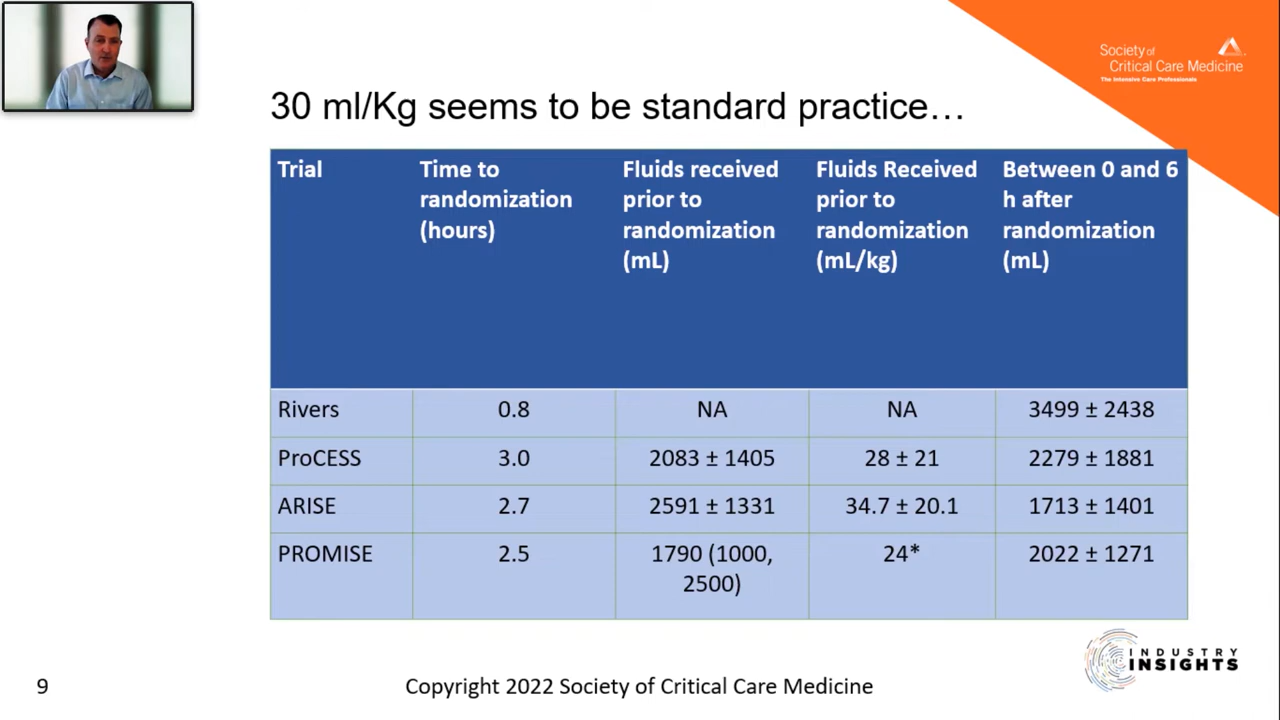 Society of
Critical Care Medicine
The Intensive Care Professionals
30 ml/Kg seems to be standard practice…
Trial
Time to
randomization
(hours)
Fluids received
prior to
randomization
(mL)
Fluids Received
prior to
randomization
(mL/kg)
Between 0 and 6
h after
randomization
(mL)
Rivers 0.8 NA NA 3499 ± 2438
ProCESS 3.0 2083 ± 1405 28 ± 21 2279 ± 1881
ARISE 2.7 2591 ± 1331 34.7 ± 20.1 1713 ± 1401
PROMISE 2.5 1790 (1000,
2500) 24* 2022 ± 1271
INDUSTRY
INSIGHTS
9
Copyright 2022 Society of Critical Care Medicine